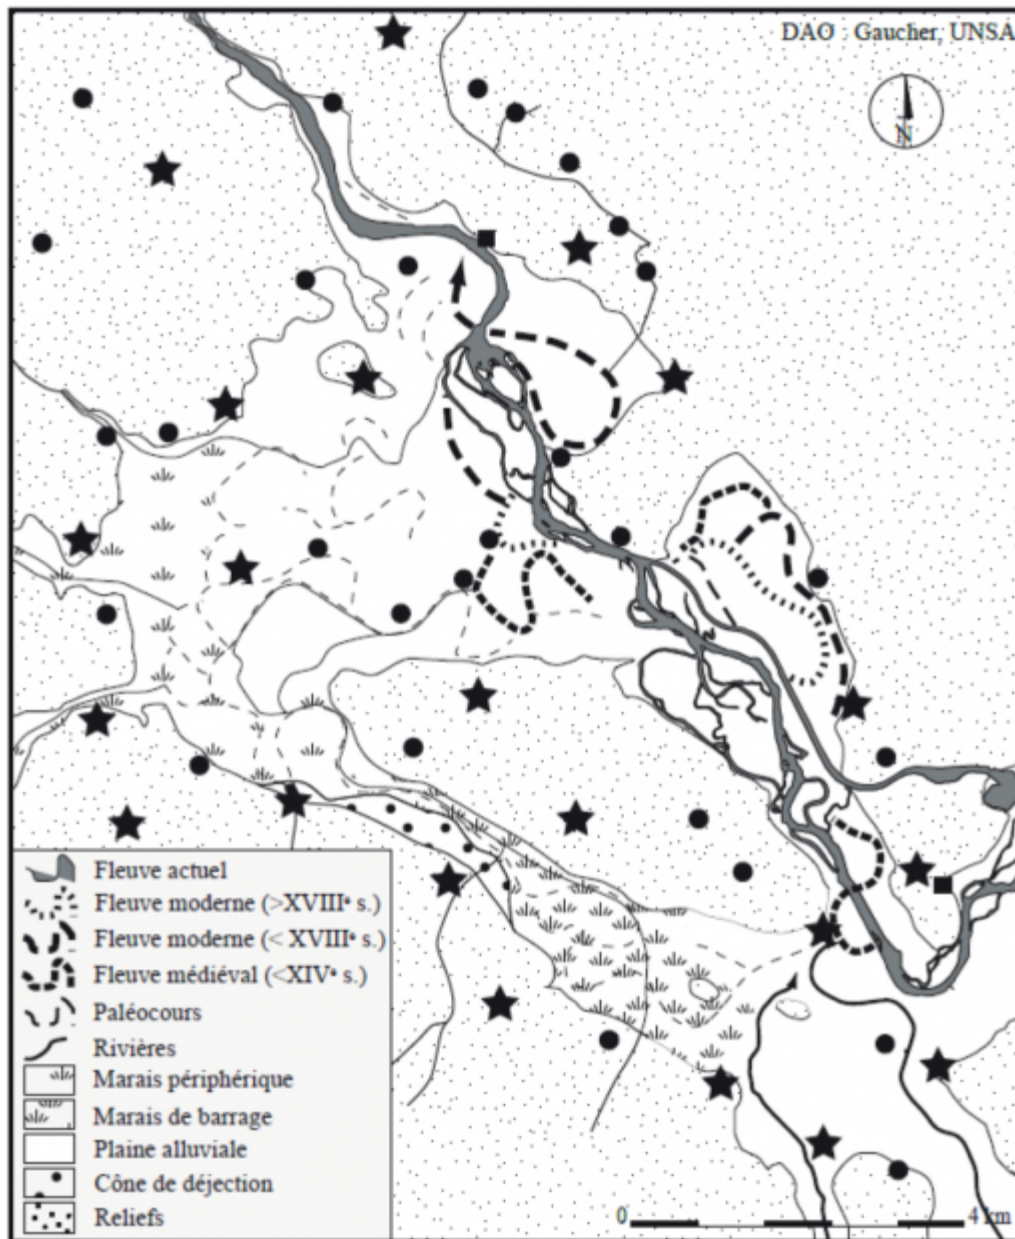 DAO : Gaucher, UNSA
N
Fleuve actuel
Fleuve moderne (>XVIIIᵉ s.)
Fleuve moderne (< XVIIIᵉ s.)
Fleuve médiéval (<XIVᵉ s.)
Paléocours
Rivières
Marais périphérique
Marais de barrage
Plaine alluviale
Cône de déjection
Reliefs
0 4 km